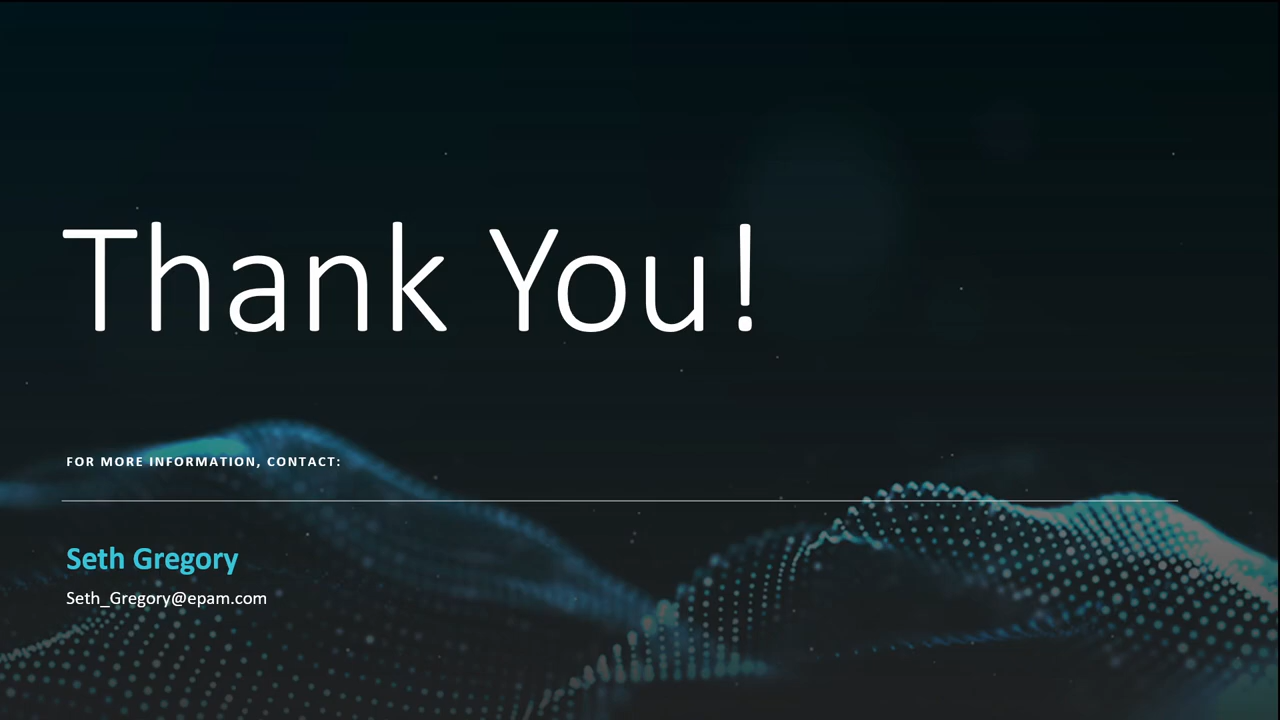 Thank You!
FOR MORE INFORMATION, CONTACT:
Seth Gregory
Seth_Gregory@epam.com